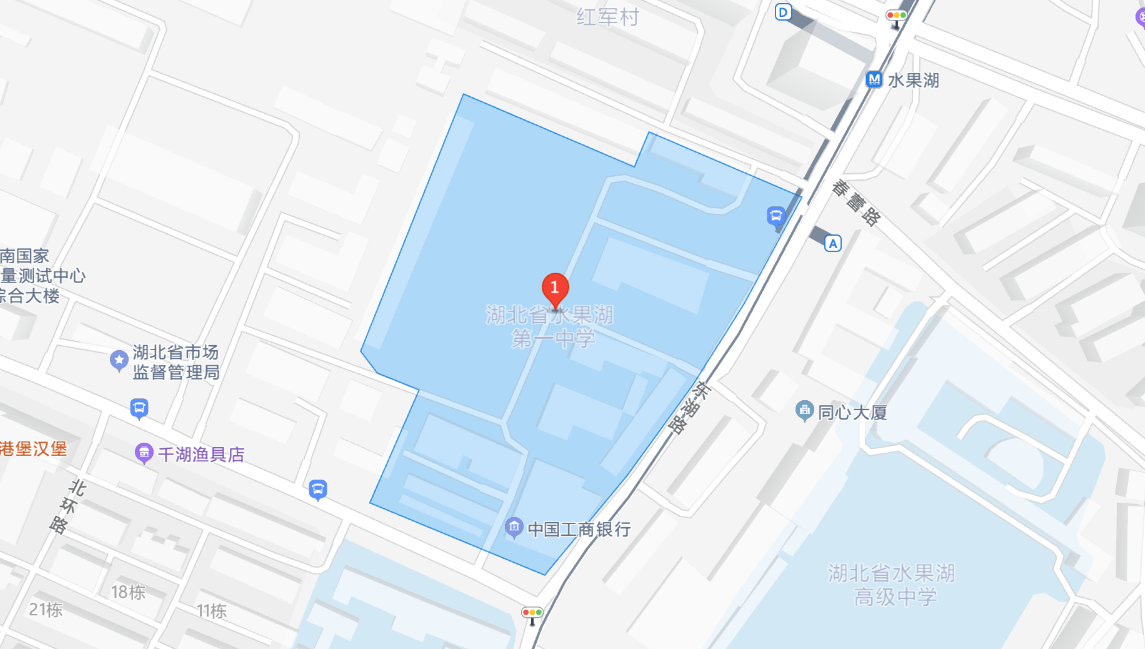 红军村
D
M 水果湖
春蕾路
A
南国家
量测试中心
综合大楼
1
湖北省水果湖
第一中学
湖北省市场
监督管理局
东湖路
同心大厦
港堡汉堡
千湖渔具店
北环路
中国工商银行
湖北省水果湖
高级中学
18栋
21栋
11栋